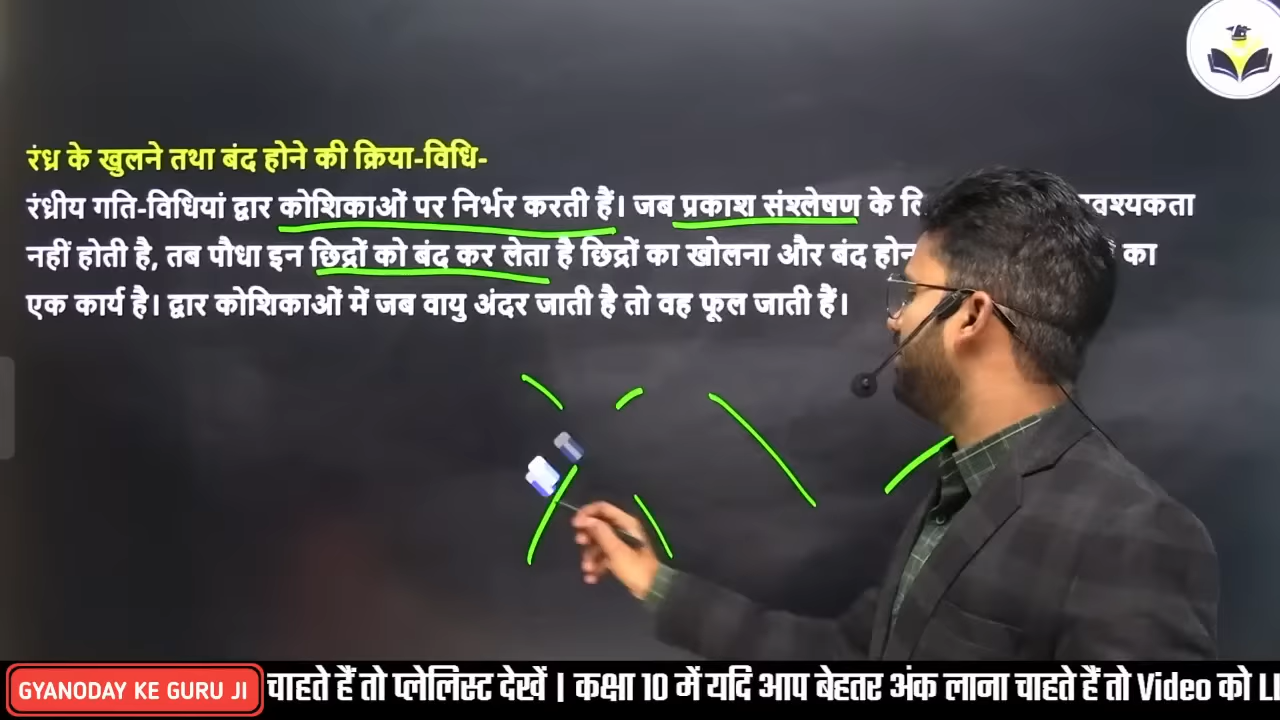 रंध्र के खुलने तथा बंद होने की क्रिया-विधि-
रंध्रीय गति-विधियां द्वार कोशिकाओं पर निर्भर करती हैं। जब प्रकाश संश्लेषण के
नहीं होती है, तब पौधा इन छिद्रों को बंद कर लेता है छिद्रों का खोलना और बंद का
एक कार्य है। द्वार कोशिकाओं में जब वायु अंदर जाती है तो वह फूल जाती हैं।
GYANODAY KE GURU JI चाहते हैं तो प्लेलिस्ट देखें | कक्षा 10 में यदि आप बेहतर अंक लाना चाहते हैं तो Video को